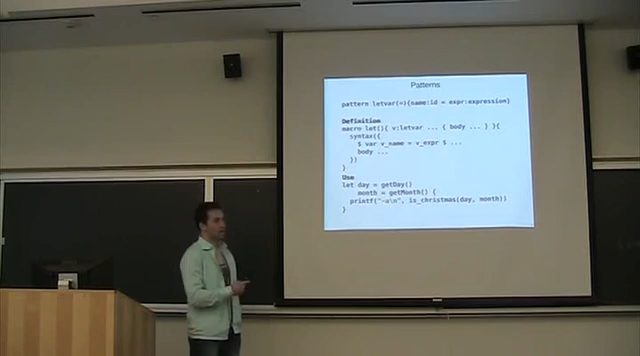 Patterns
pattern letvar(=){name:id = expr:expression}
Definition
macro let(){ v:letvar ... { body ... } }{
syntax({
$ var v_name = v_expr $ ...
body ...
})
}
Use
let day = getDay()
month = getMonth() {
printf("~a\n", is_christmas(day, month))
}